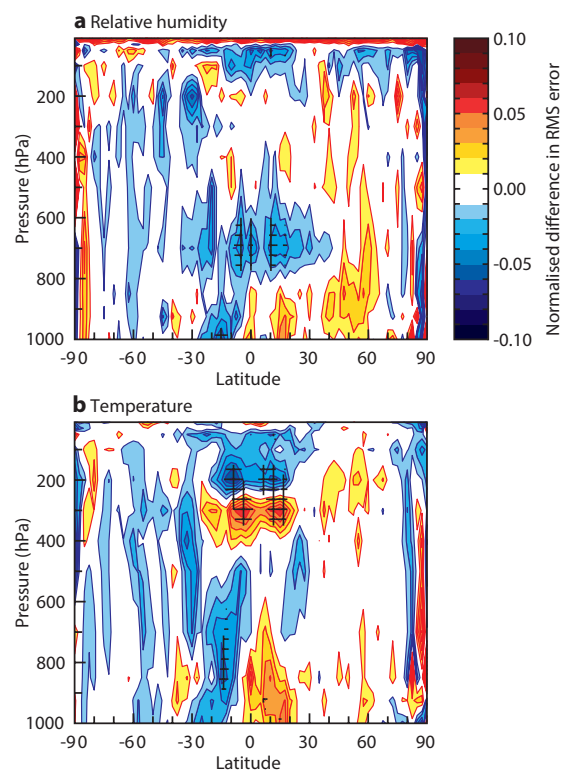 a Relative humidity
200
400
600
800
1000
Pressure (hPa)
-90 -60 -30 0 30 60 90
Latitude
0.10
0.05
0.00
-0.05
-0.10
Normalised difference in RMS error
b Temperature
200
400
600
800
1000
Pressure (hPa)
-90 -60 -30 0 30 60 90
Latitude